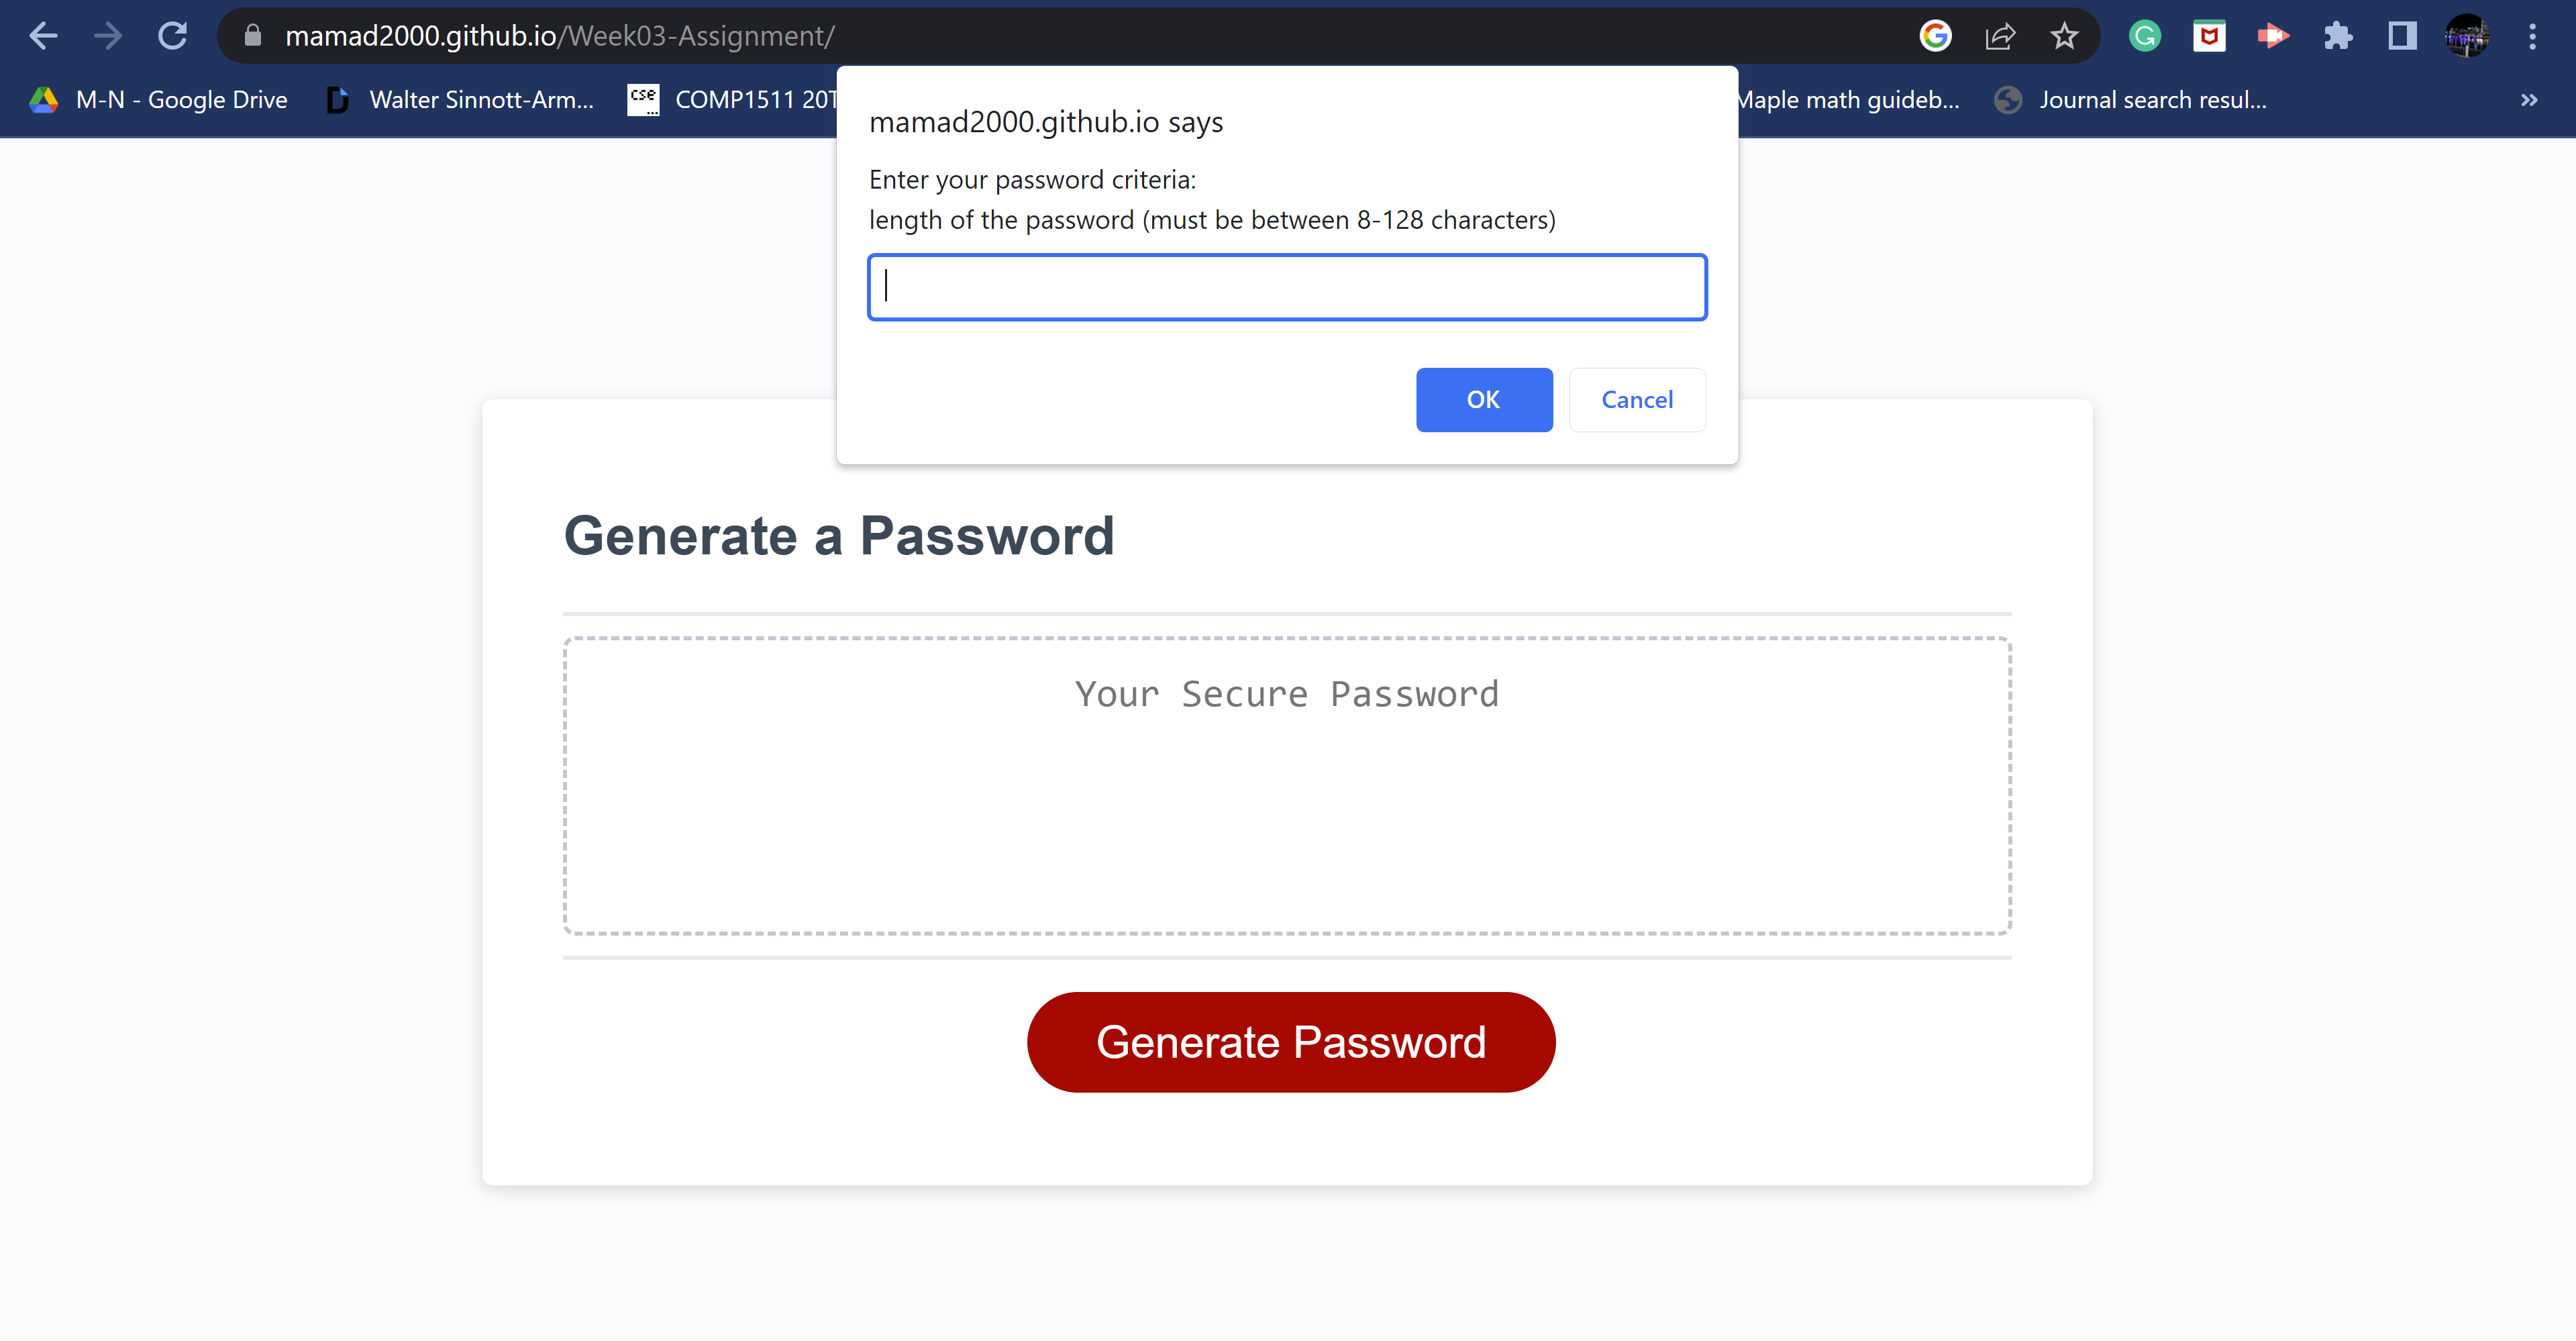 mamad2000.github.io/Week03-Assignment/
M-N - Google Drive
Walter Sinnott-Arm...
cse
...
COMP1511 20T
Maple math guideb...
Journal search resul...
»
mamad2000.github.io says
Enter your password criteria:
length of the password (must be between 8-128 characters)
OK
Cancel
Generate a Password
Your Secure Password
Generate Password